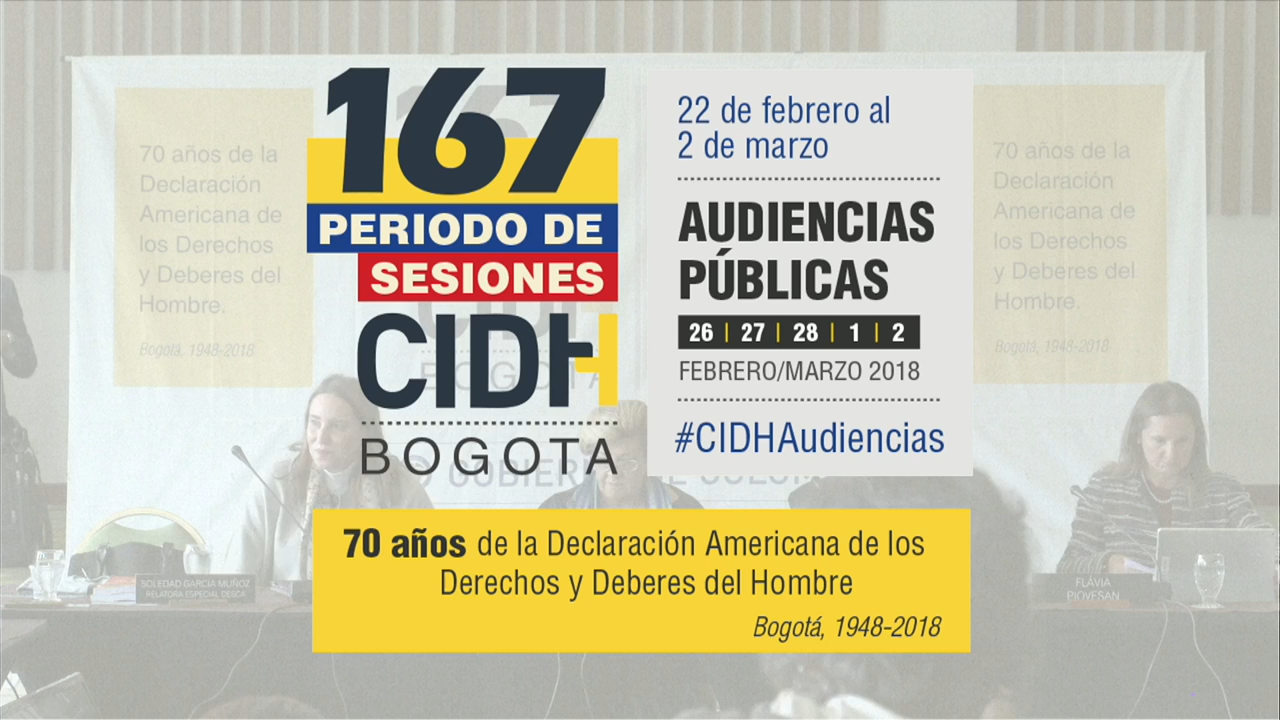 167
PERIODO DE
SESIONES
CIDH
BOGOTA
22 de febrero al
2 de marzo
AUDIENCIAS
PÚBLICAS
26 | 27 | 28 | 1 | 2
FEBRERO/MARZO 2018
#CIDHAudiencias
70 años de la Declaración Americana de los
Derechos y Deberes del Hombre
Bogotá, 1948-2018
70 años de la
Declaración
Americana de
los Derechos
y Deberes del
Hombre.
Bogotá, 1948-2018
70 años de la
Declaración
Americana de
los Derechos
y Deberes del
Hombre.
Bogotá, 1948-2018
BOGOTA
SOLEDAD GARCIA MUÑOZ
RELATORA ESPECIAL DESCA
FLÁVIA
PIOVESAN